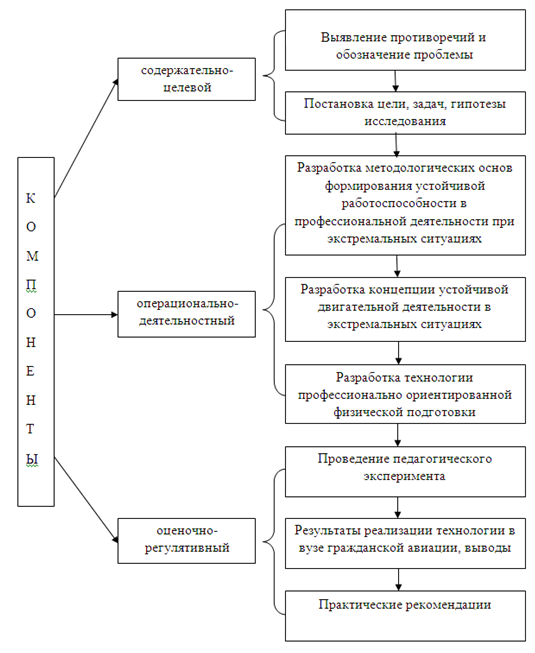 К
О
М
П
О
Н
Е
Н
Т
Ы
содержательно-
целевой
Выявление противоречий и
обозначение проблемы
Постановка цели, задач, гипотезы
исследования
операционально-
деятельностный
Разработка методологических основ
формирования устойчивой
работоспособности в
профессиональной деятельности при
экстремальных ситуациях
Разработка концепции устойчивой
двигательной деятельности в
экстремальных ситуациях
Разработка технологии
профессионально ориентированной
физической подготовки
оценочно-
регулятивный
Проведение педагогического
эксперимента
Результаты реализации технологии в
вузе гражданской авиации, выводы
Практические рекомендации